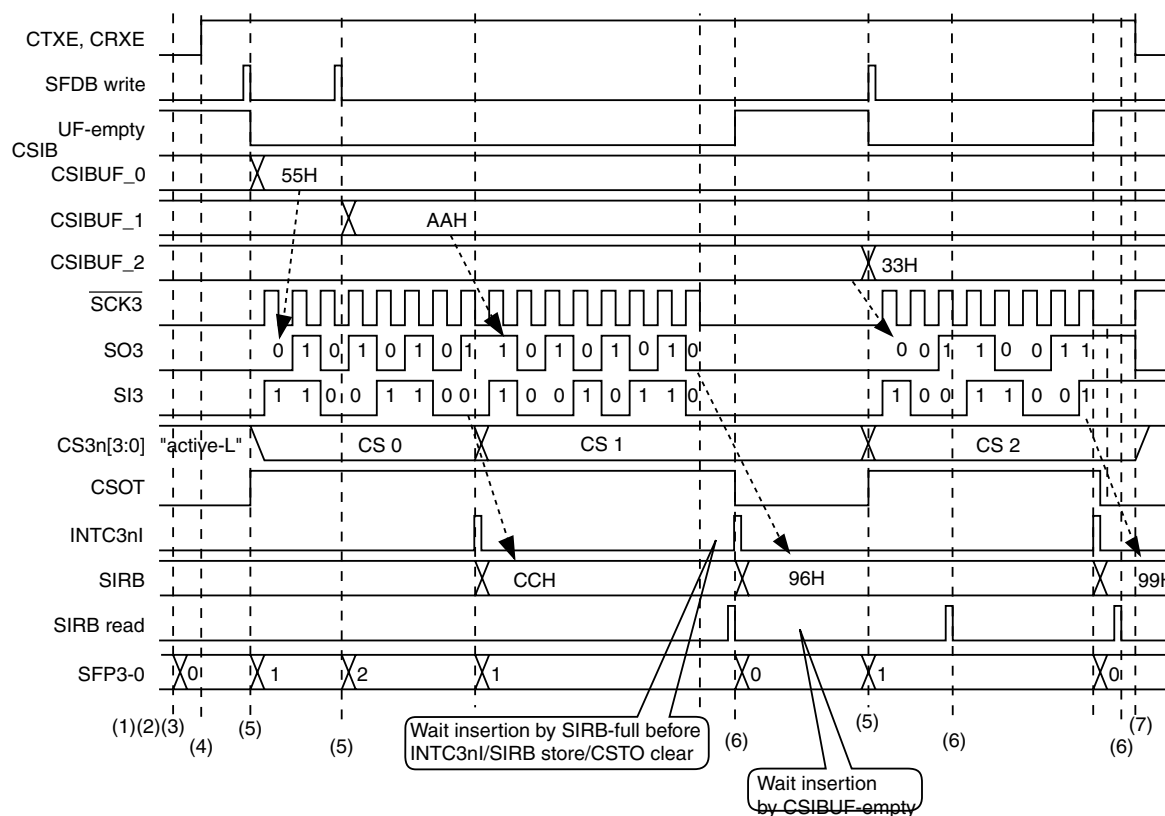 CTXE, CRXE
SFDB write
UF-empty
CSIB
CSIBUF_0 55H
CSIBUF_1 AAH
CSIBUF_2 33H
SCK3
SO3 0 1 0 1 0 1 0 1 1 0 1 0 1 0 1 0 0 0 1 1 0 0 1 1
SI3 1 1 0 0 1 1 0 0 1 0 0 1 0 1 1 0 1 0 0 1 1 0 0 1
CS3n[3:0] "active-L" CS 0 CS 1 CS 2
CSOT
INTC3nI
SIRB CCH 96H 99H
SIRB read
SFP3-0 0 1 2 1 0 1 0
(1)(2)(3) (4) (5) (5) (6) (5) (6) (6) (7)
Wait insertion by SIRB-full before
INTC3nI/SIRB store/CSTO clear
Wait insertion
by CSIBUF-empty